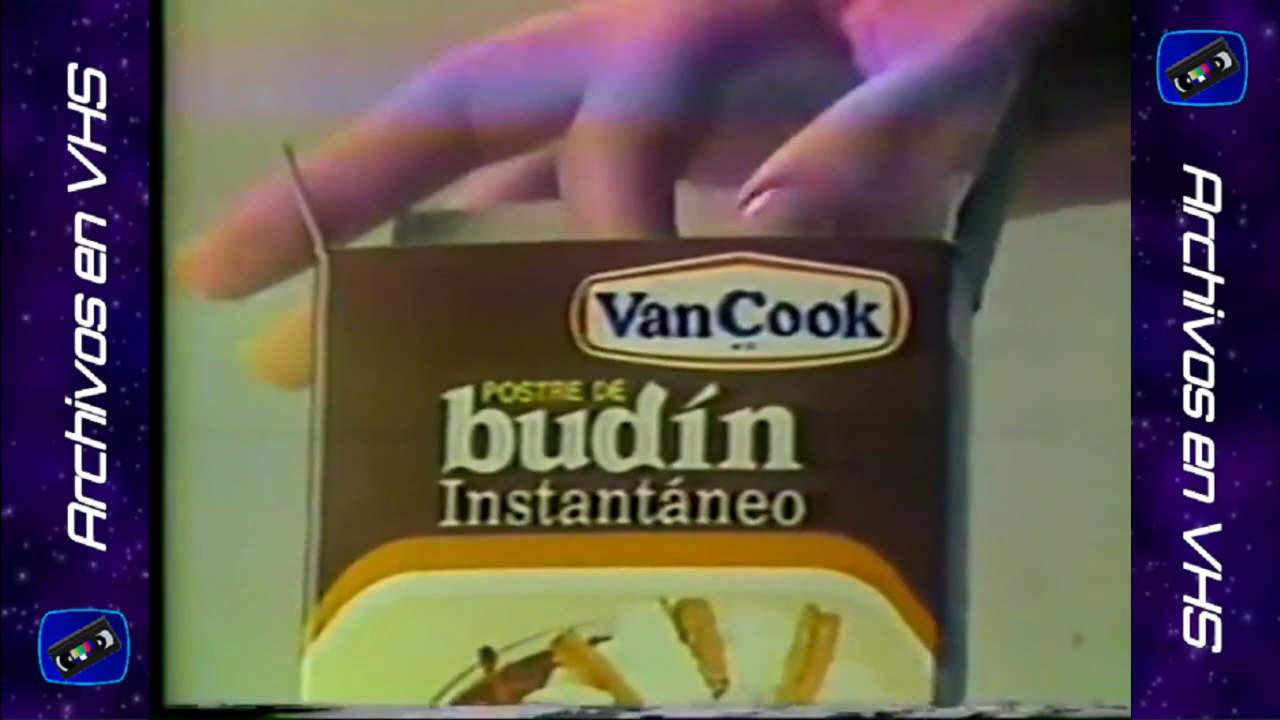 Archivos en VHS
VanCook
POSTRE DE
budín
Instantáneo
Archivos en VHS